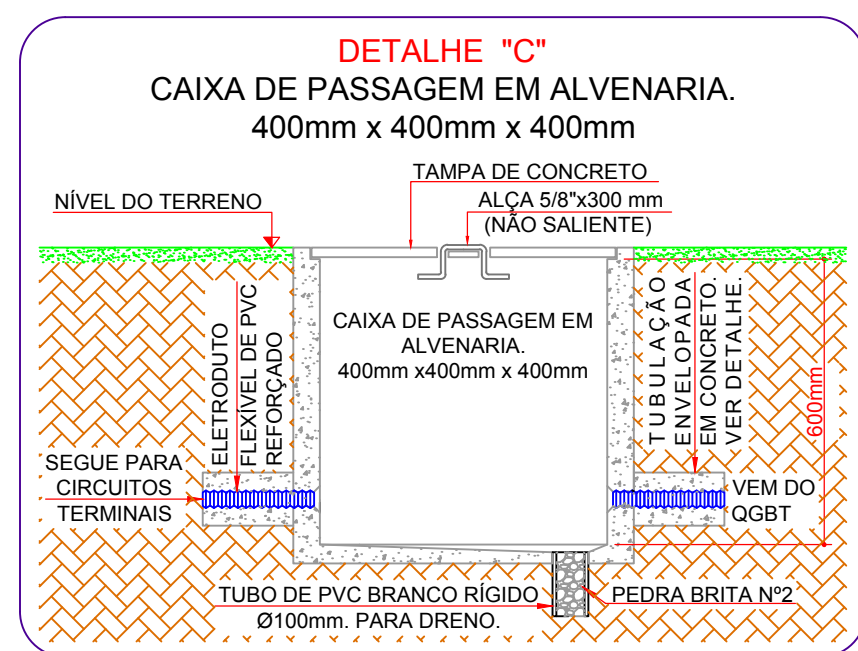 DETALHE "C"
CAIXA DE PASSAGEM EM ALVENARIA.
400mm x 400mm x 400mm
TAMPA DE CONCRETO
NÍVEL DO TERRENO
ALÇA 5/8"x300 mm
(NÃO SALIENTE)
CAIXA DE PASSAGEM EM
ALVENARIA.
400mm x400mm x 400mm
ELETRODUTO
FLEXÍVEL DE PVC
REFORÇADO
TUBULAÇÃO
ENVELOPADA
EM CONCRETO.
VER DETALHE.
600mm
SEGUE PARA
CIRCUITOS
TERMINAIS
VEM DO
QGBT
TUBO DE PVC BRANCO RÍGIDO
Ø100mm. PARA DRENO.
PEDRA BRITA Nº2